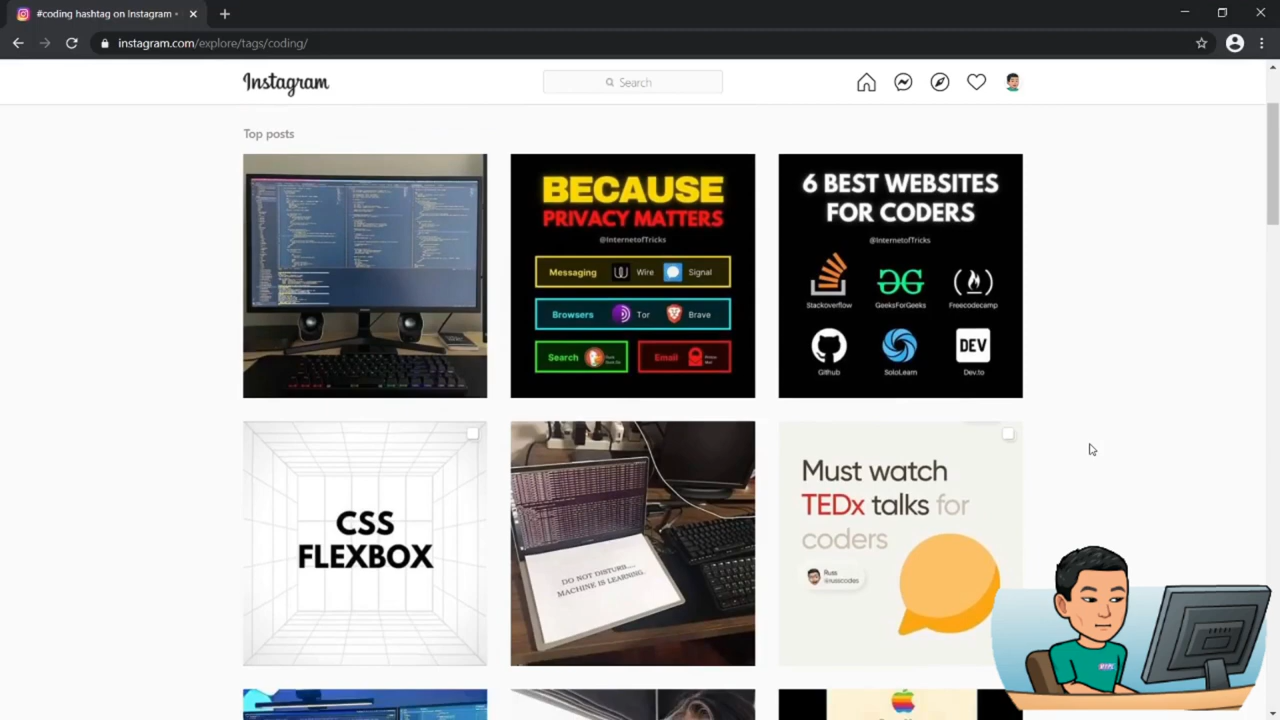 #coding hashtag on Instagram •
instagram.com/explore/tags/coding/
Instagram
Search
Top posts
BECAUSE
PRIVACY MATTERS
@InternetofTricks
Messaging Wire Signal
Browsers Tor Brave
Search
Email
6 BEST WEBSITES
FOR CODERS
@InternetofTricks
Stackoverflow GeeksForGeeks Freecodecamp
DEV
Github SoloLearn Dev.to
CSS
FLEXBOX
DO NOT DISTURB....
MACHINE IS LEARNING.
Must watch
TEDx talks for
coders
Russ
@russcodes